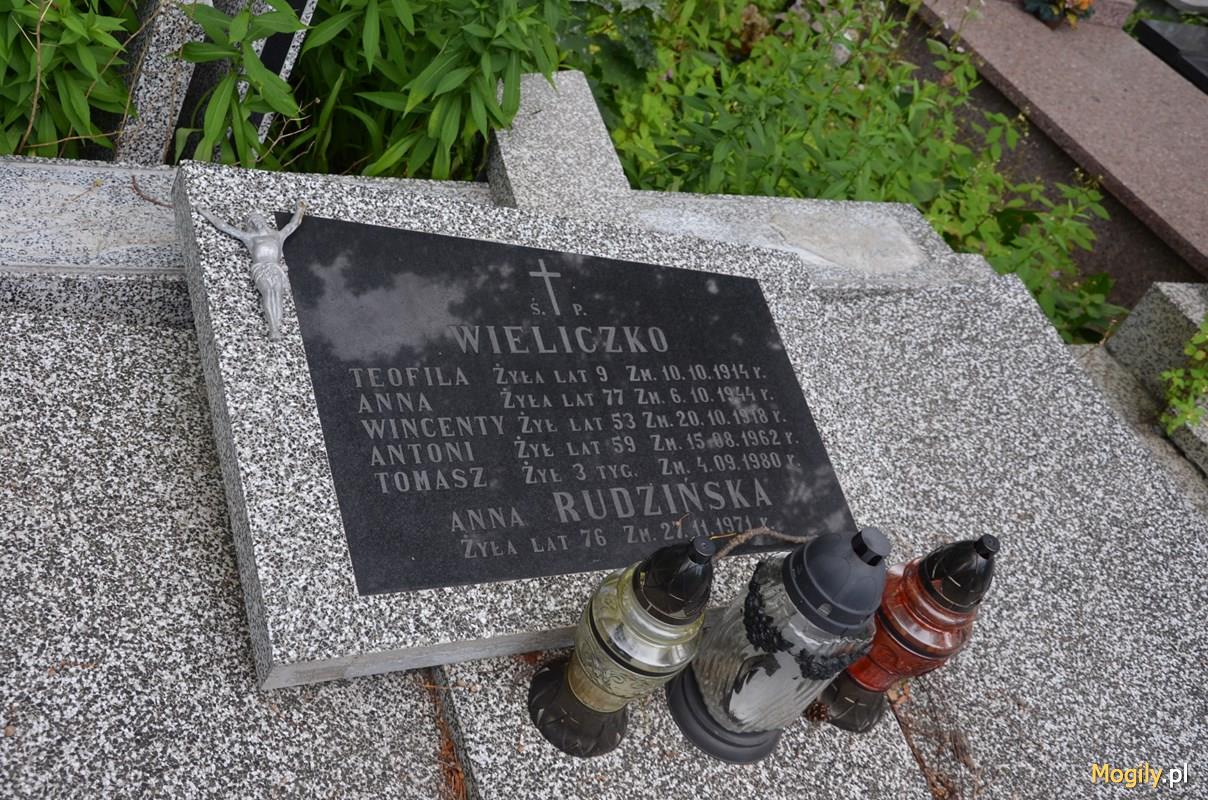 Ś. P.
WIELICZKO
TEOFILA ŻYŁA LAT 9 ZM. 10.10.1914 r.
ANNA ŻYŁA LAT 77 ZM. 6.10.1944 r.
WINCENTY ŻYŁ LAT 53 ZM. 20.10.1918 r.
ANTONI ŻYŁ LAT 59 ZM. 15.08.1962 r.
TOMASZ ŻYŁ 3 TYG. ZM. 4.09.1980 r.
ANNA RUDZIŃSKA
ŻYŁA LAT 76 ZM. 27.11.1971 r.
Mogily.pl